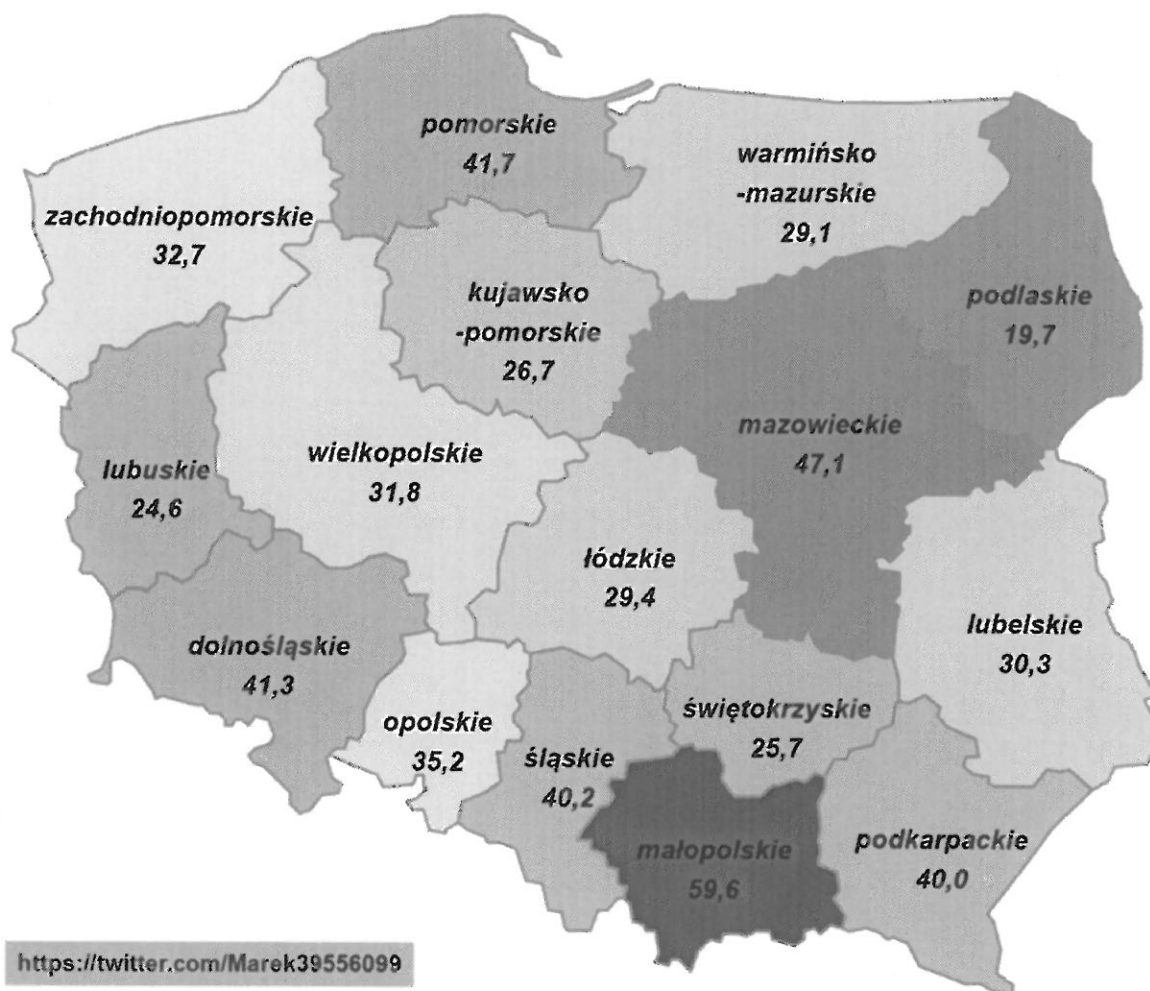 pomorskie
41,7
warmińsko
-mazurskie
29,1
zachodniopomorskie
32,7
kujawsko
-pomorskie
26,7
podlaskie
19,7
mazowieckie
47,1
wielkopolskie
31,8
lubuskie
24,6
łódzkie
29,4
lubelskie
30,3
dolnośląskie
41,3
opolskie
35,2
śląskie
40,2
świętokrzyskie
25,7
małopolskie
59,6
podkarpackie
40,0
https://twitter.com/Marek39556099